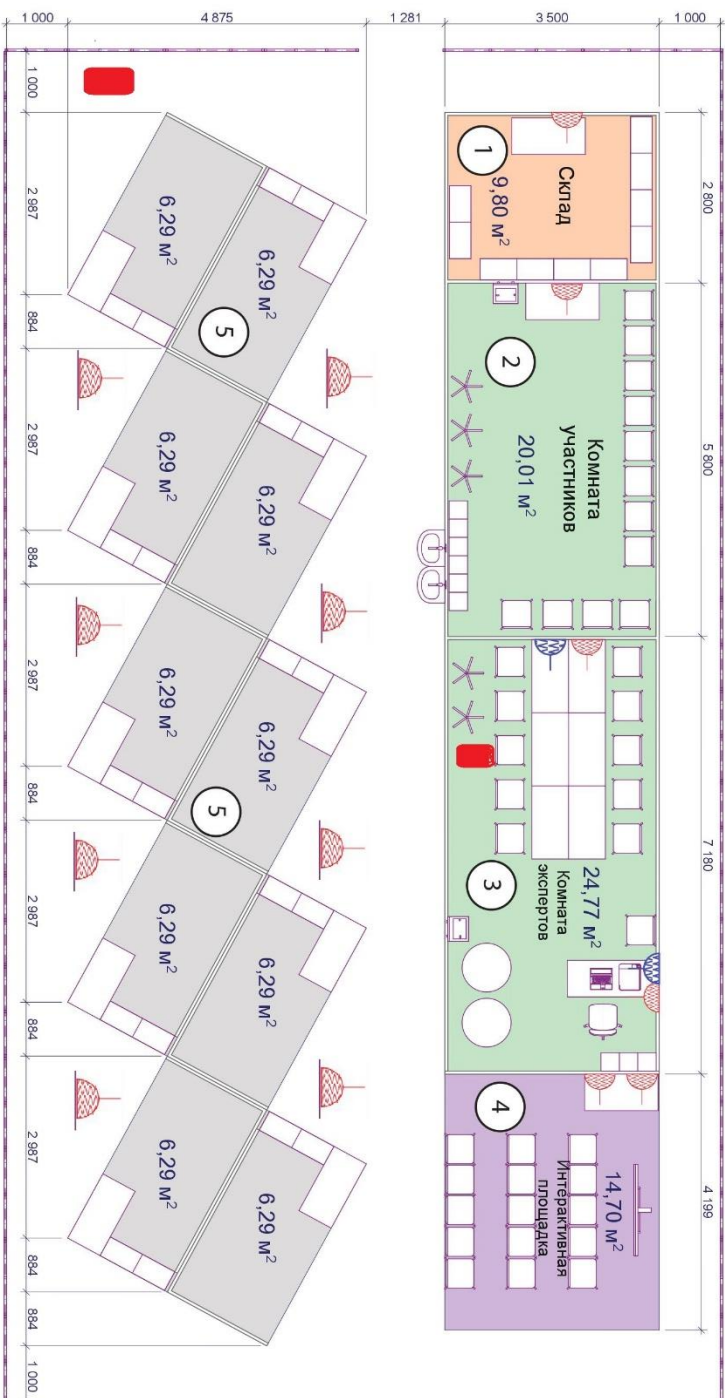 1 000
4 875
1 281
3 500
1 000
1 000
2 987
884
2 987
884
2 987
884
2 987
884
2 987
884
884
1 000
2 800
5 800
7 180
4 199
1
Склад
9,80 м²
2
Комната
участников
20,01 м²
3
24,77 м²
Комната
экспертов
4
14,70 м²
Интерактивная
площадка
6,29 м²
6,29 м²
5
6,29 м²
6,29 м²
6,29 м²
6,29 м²
5
6,29 м²
6,29 м²
6,29 м²
6,29 м²